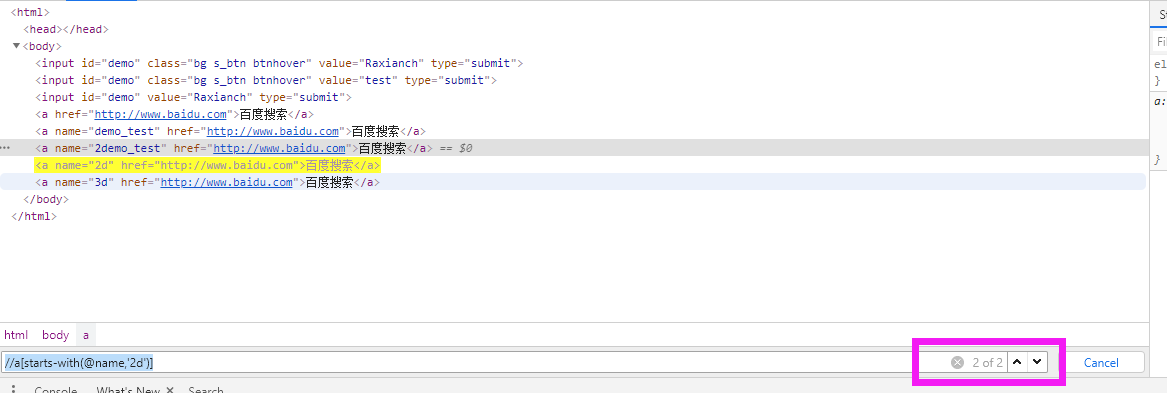 <html>
<head></head>
▼<body>
<input id="demo" class="bg s_btn btnhover" value="Raxianch" type="submit">
<input id="demo" class="bg s_btn btnhover" value="test" type="submit">
<input id="demo" value="Raxianch" type="submit">
<a href="http://www.baidu.com">百度搜索</a>
<a name="demo_test" href="http://www.baidu.com">百度搜索</a>
<a name="2demo_test" href="http://www.baidu.com">百度搜索</a> == $0
<a name="2d" href="http://www.baidu.com">百度搜索</a>
<a name="3d" href="http://www.baidu.com">百度搜索</a>
</body>
</html>
St
Fil
el
}
a:
}
html body a
//a[starts-with(@name,'2d')] 2 of 2 Cancel
Console What's New × Search